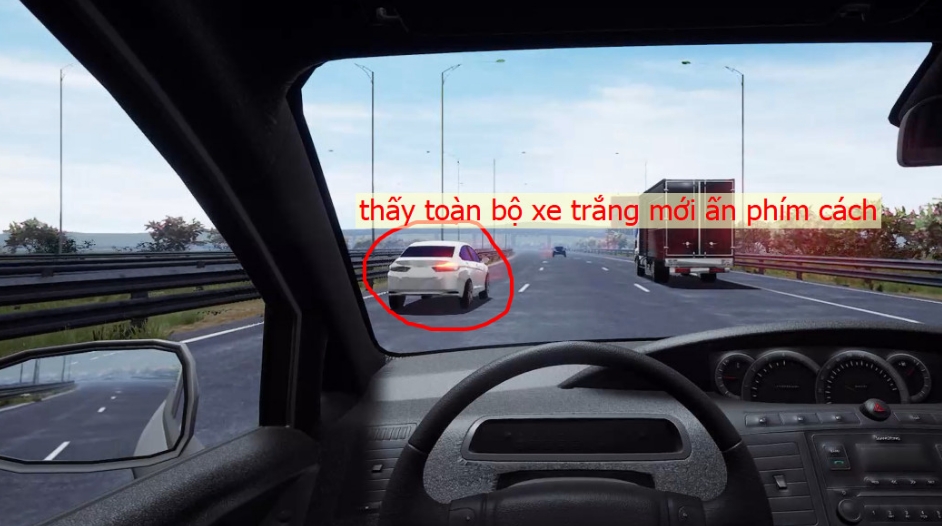 thấy toàn bộ xe trắng mới ấn phím cách